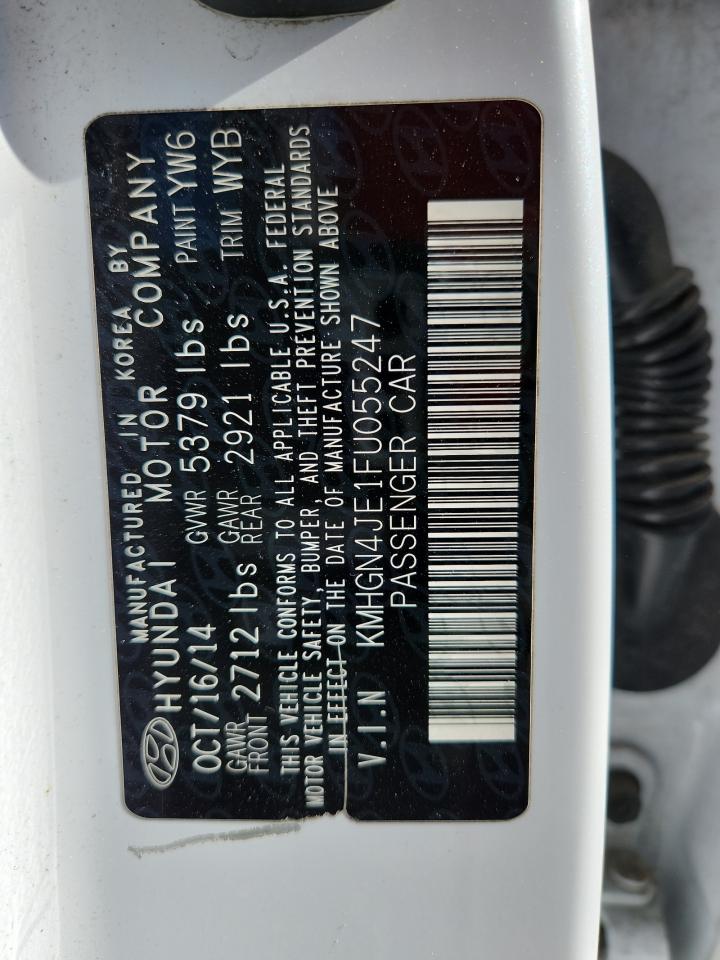 MANUFACTURED IN KOREA BY
HYUNDAI MOTOR COMPANY
OCT/16/14 GVWR 5379 lbs PAINT YW6
GAWR FRONT 2712 lbs GAWR REAR 2921 lbs TRIM WYB
THIS VEHICLE CONFORMS TO ALL APPLICABLE U.S.A. FEDERAL
MOTOR VEHICLE SAFETY, BUMPER, AND THEFT PREVENTION STANDARDS
IN EFFECT ON THE DATE OF MANUFACTURE SHOWN ABOVE
V.I.N KMHGN4JE1FU055247
PASSENGER CAR